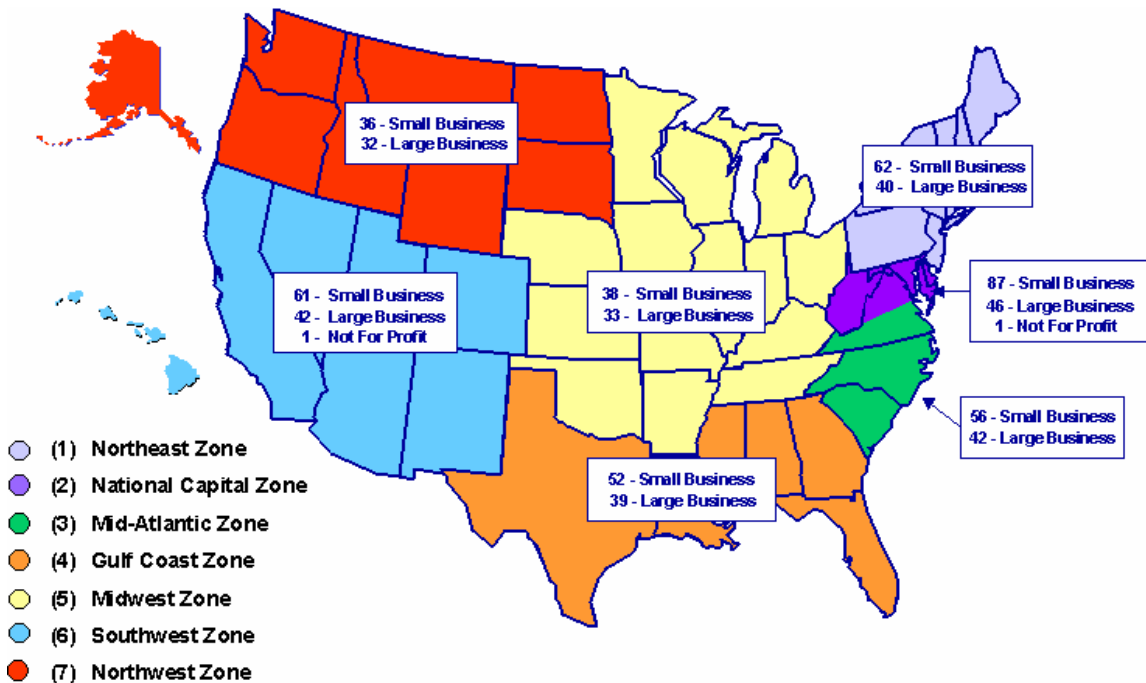 36 - Small Business
32 - Large Business
62 - Small Business
40 - Large Business
61 - Small Business
42 - Large Business
1 - Not For Profit
38 - Small Business
33 - Large Business
87 - Small Business
46 - Large Business
1 - Not For Profit
56 - Small Business
42 - Large Business
52 - Small Business
39 - Large Business
(1) Northeast Zone
(2) National Capital Zone
(3) Mid-Atlantic Zone
(4) Gulf Coast Zone
(5) Midwest Zone
(6) Southwest Zone
(7) Northwest Zone